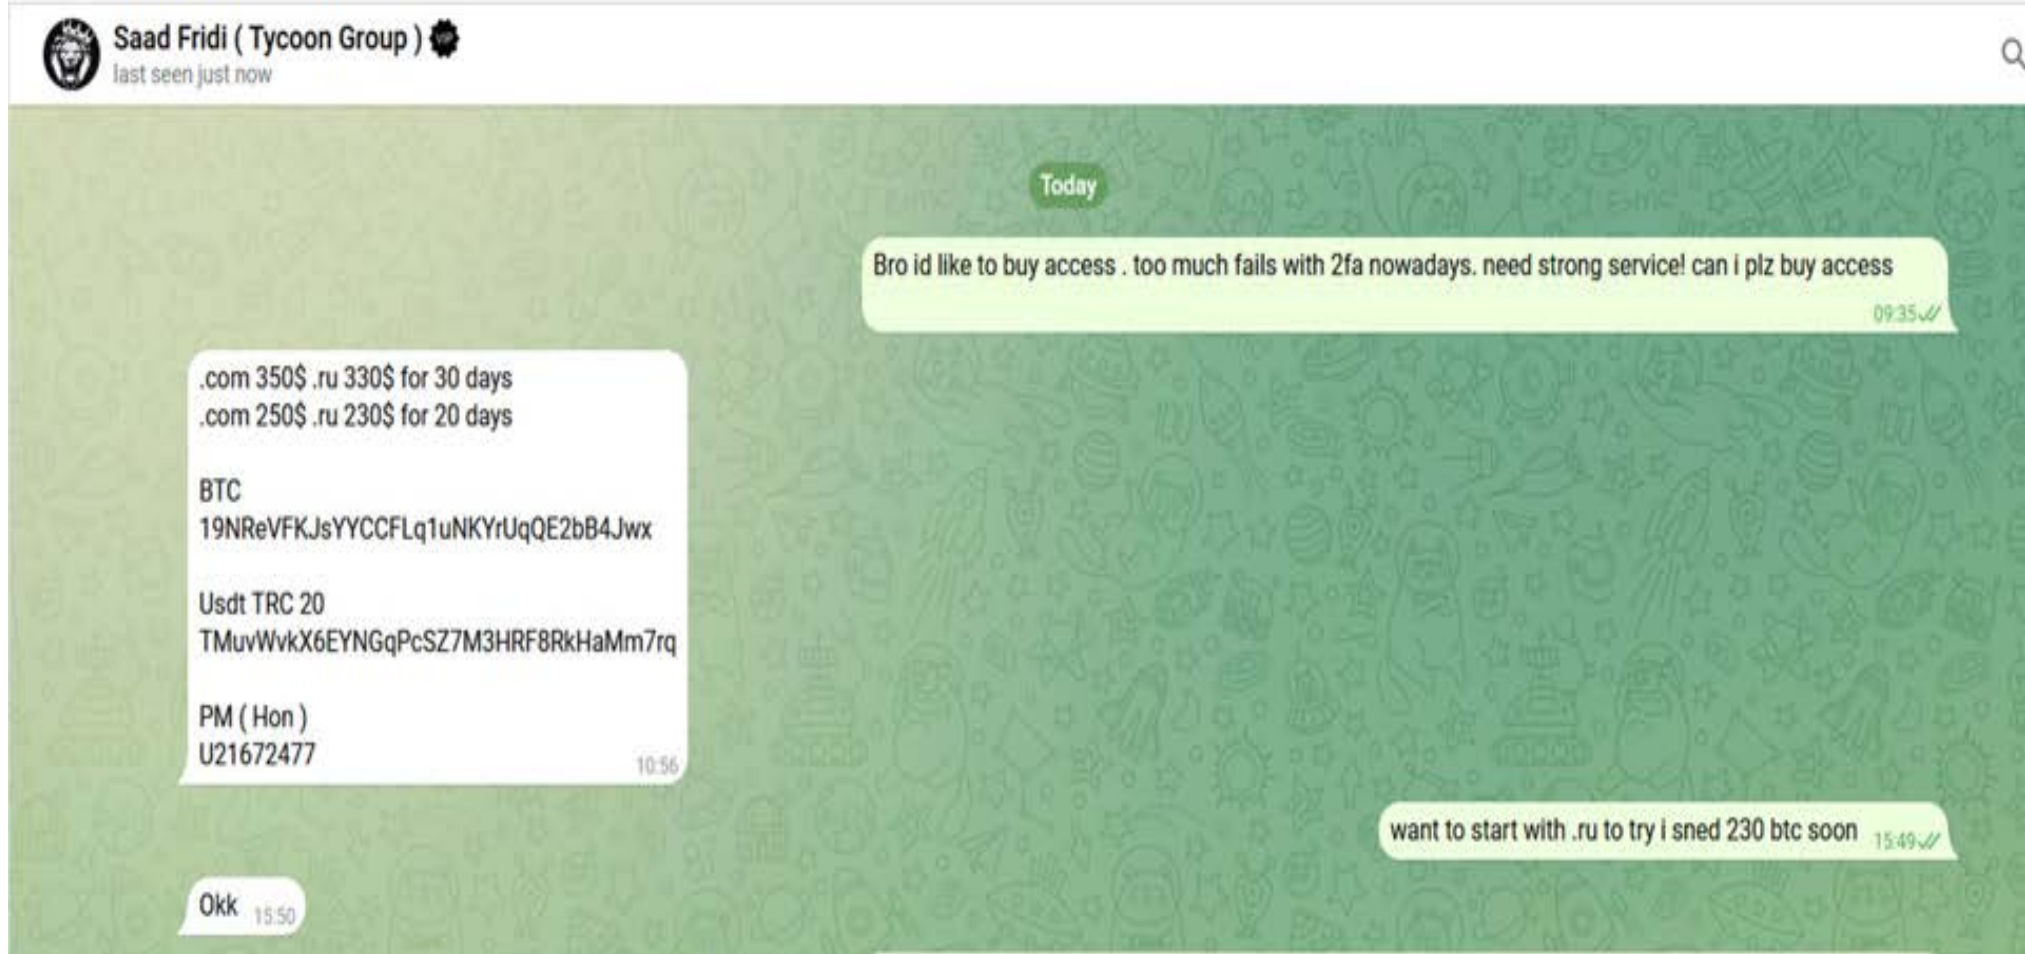 Saad Fridi ( Tycoon Group ) VIP
last seen just now
Today
Bro id like to buy access . too much fails with 2fa nowadays. need strong service! can i plz buy access
09:35
.com 350$ .ru 330$ for 30 days
.com 250$ .ru 230$ for 20 days
BTC
19NReVFKJsYYCCFLq1uNKYrUqQE2bB4Jwx
Usdt TRC 20
TMuvWvkX6EYNGqPcSZ7M3HRF8RkHaMm7rq
PM ( Hon )
U21672477
10:56
want to start with .ru to try i sned 230 btc soon 15:49
Okk 15:50